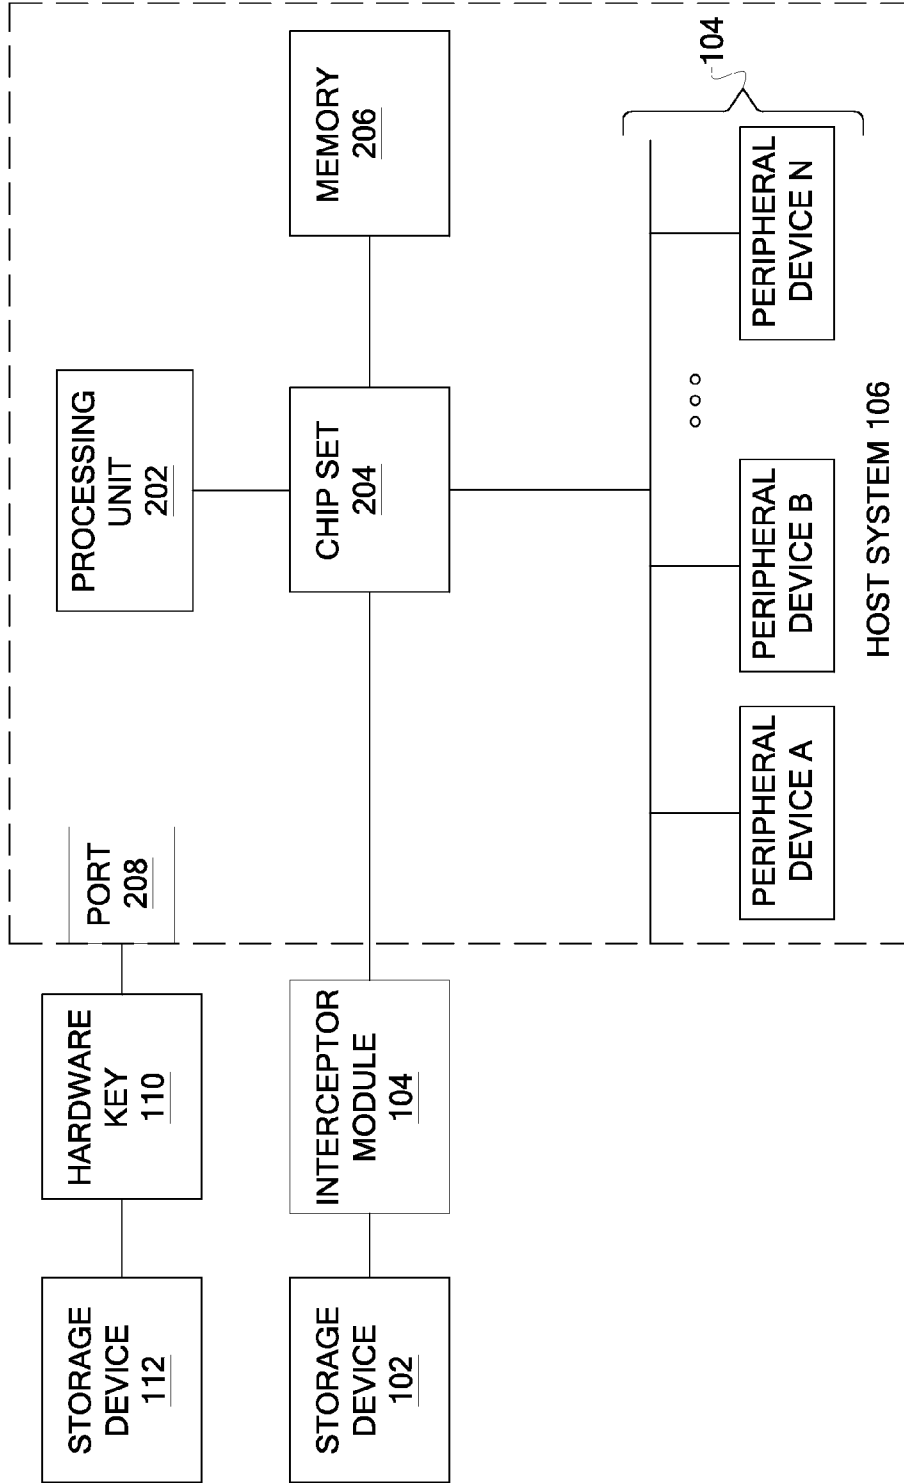 STORAGE
DEVICE
112
HARDWARE
KEY
110
PORT
208
PROCESSING
UNIT
202
STORAGE
DEVICE
102
INTERCEPTOR
MODULE
104
CHIP SET
204
MEMORY
206
104
PERIPHERAL
DEVICE A
PERIPHERAL
DEVICE B
PERIPHERAL
DEVICE N
HOST SYSTEM 106